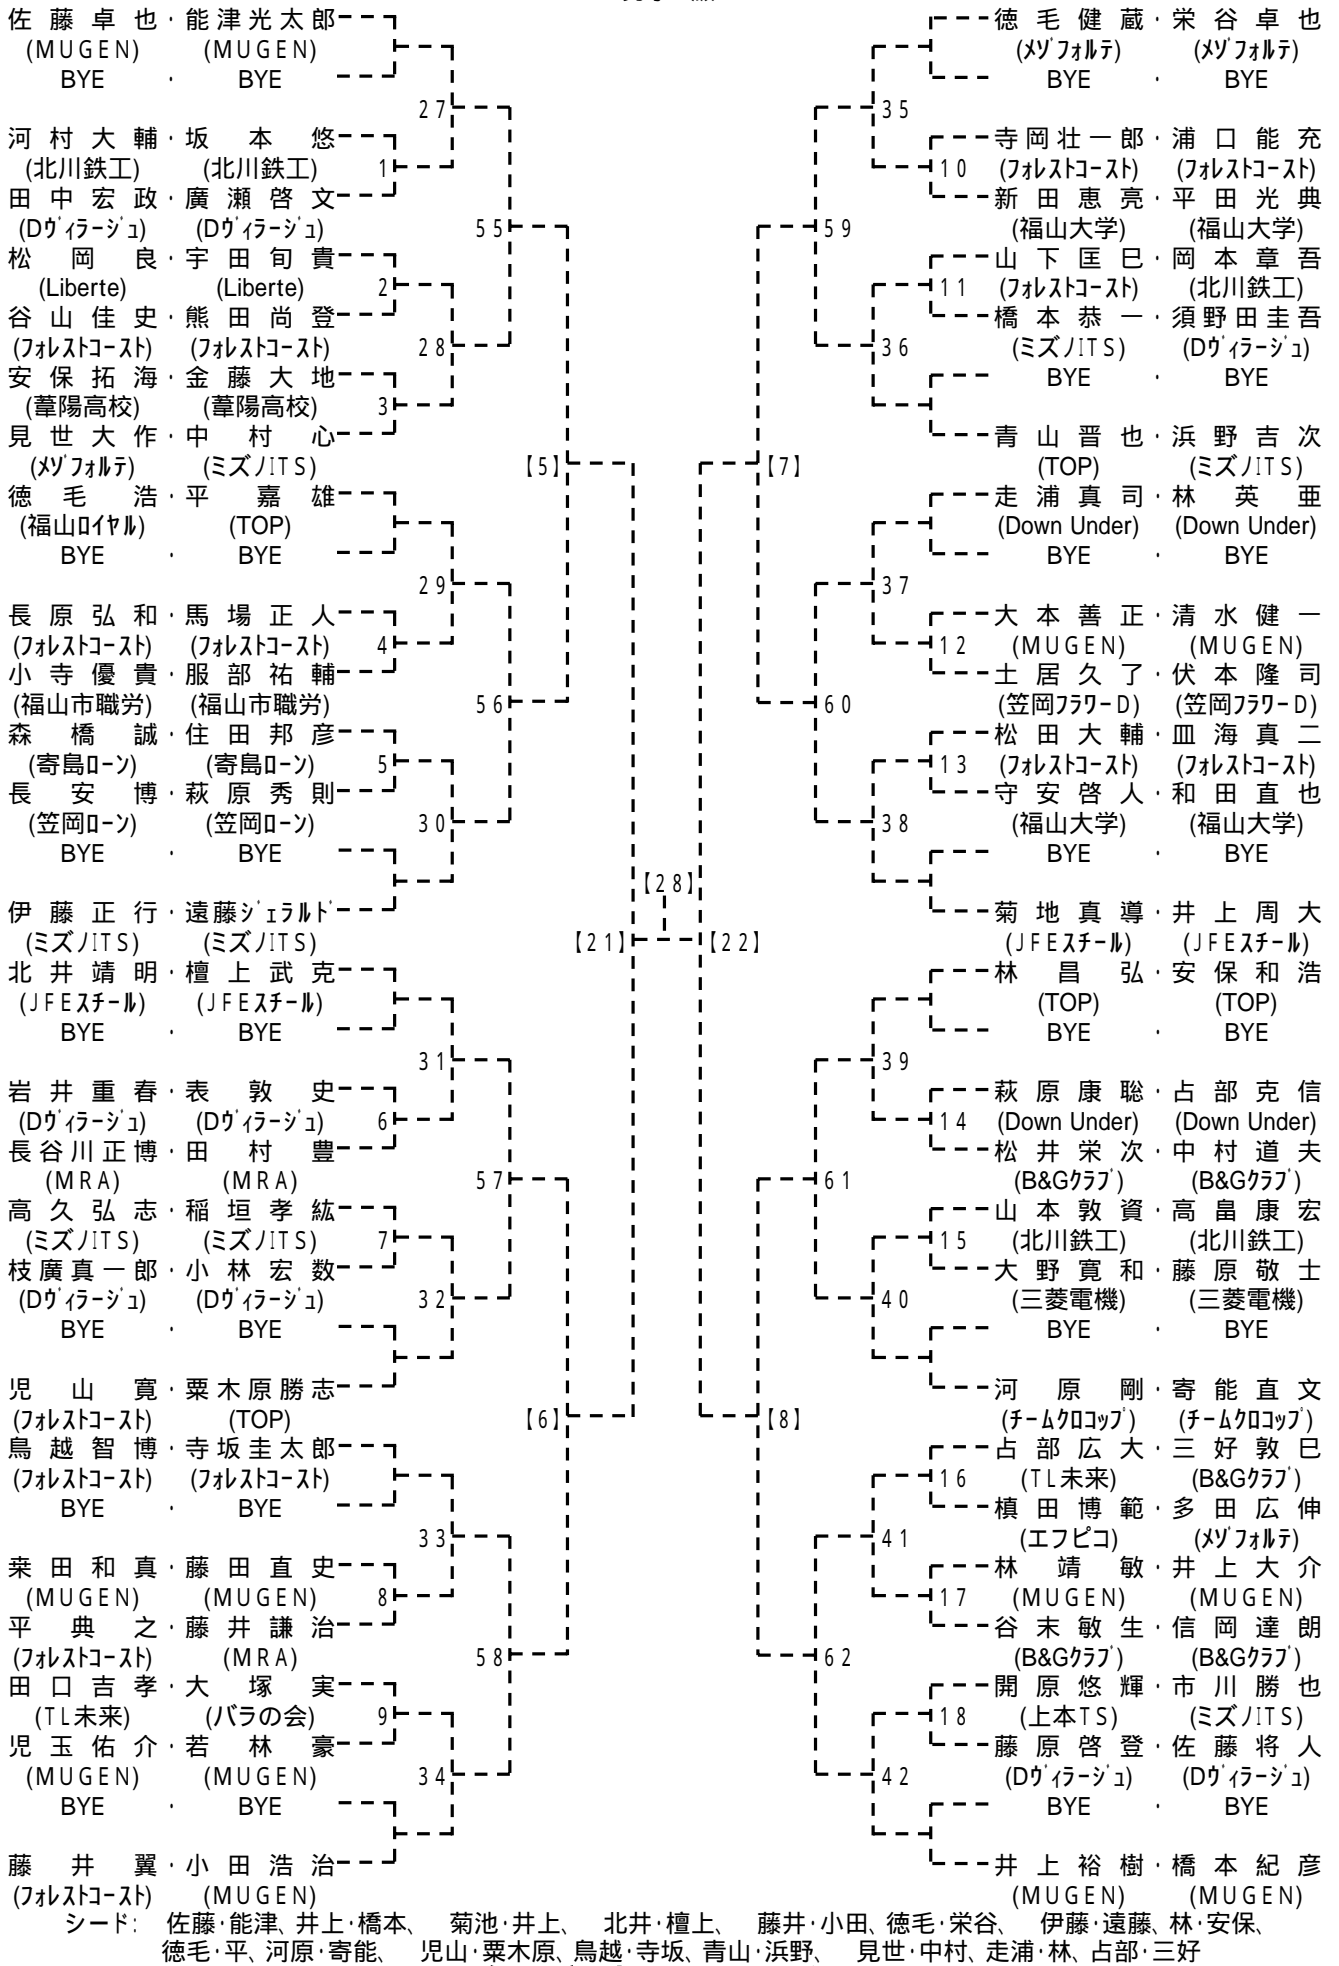 佐藤卓也・能津光太郎
(MUGEN) (MUGEN)
BYE ・ BYE
27
河村大輔・坂本悠
(北川鉄工) (北川鉄工) 1
田中宏政・廣瀬啓文
(Dヴィラージュ) (Dヴィラージュ) 55
松岡良・宇田旬貴
(Liberte) (Liberte) 2
谷山佳史・熊田尚登
(フォレストコースト) (フォレストコースト) 28
安保拓海・金藤大地
(葦陽高校) (葦陽高校) 3
見世大作・中村心
(メゾフォルテ) (ミズノITS) 【5】
徳毛浩・平嘉雄
(福山ロイヤル) (TOP)
BYE ・ BYE
29
長原弘和・馬場正人
(フォレストコースト) (フォレストコースト) 4
小寺優貴・服部祐輔
(福山市職労) (福山市職労) 56
森橋誠・住田邦彦
(寄島ローン) (寄島ローン) 5
長安博・萩原秀則
(笠岡ローン) (笠岡ローン) 30
BYE ・ BYE
伊藤正行・遠藤ジェラルド
(ミズノITS) (ミズノITS) 【21】
北井靖明・檀上武克
(JFEスチール) (JFEスチール)
BYE ・ BYE
31
岩井重春・表敦史
(Dヴィラージュ) (Dヴィラージュ) 6
長谷川正博・田村豊
(MRA) (MRA) 57
高久弘志・稲垣孝紘
(ミズノITS) (ミズノITS) 7
枝廣真一郎・小林宏数
(Dヴィラージュ) (Dヴィラージュ) 32
BYE ・ BYE
児山寛・粟木原勝志
(フォレストコースト) (TOP) 【6】
鳥越智博・寺坂圭太郎
(フォレストコースト) (フォレストコースト)
BYE ・ BYE
33
桒田和真・藤田直史
(MUGEN) (MUGEN) 8
平典之・藤井謙治
(フォレストコースト) (MRA) 58
田口吉孝・大塚実
(TL未来) (バラの会) 9
児玉佑介・若林豪
(MUGEN) (MUGEN) 34
BYE ・ BYE
藤井翼・小田浩治
(フォレストコースト) (MUGEN)
【28】
徳毛健蔵・栄谷卓也
(メゾフォルテ) (メゾフォルテ)
BYE ・ BYE
35
寺岡壮一郎・浦口能充
10 (フォレストコースト) (フォレストコースト)
新田恵亮・平田光典
59 (福山大学) (福山大学)
山下匡巳・岡本章吾
11 (フォレストコースト) (北川鉄工)
橋本恭一・須野田圭吾
36 (ミズノITS) (Dヴィラージュ)
BYE ・ BYE
青山晋也・浜野吉次
【7】 (TOP) (ミズノITS)
走浦真司・林英亜
(Down Under) (Down Under)
BYE ・ BYE
37
大本善正・清水健一
12 (MUGEN) (MUGEN)
土居久了・伏本隆司
60 (笠岡フラワーD) (笠岡フラワーD)
松田大輔・皿海真二
13 (フォレストコースト) (フォレストコースト)
守安啓人・和田直也
38 (福山大学) (福山大学)
BYE ・ BYE
菊地真導・井上周大
【22】 (JFEスチール) (JFEスチール)
林昌弘・安保和浩
(TOP) (TOP)
BYE ・ BYE
39
萩原康聡・占部克信
14 (Down Under) (Down Under)
松井栄次・中村道夫
61 (B&Gクラブ) (B&Gクラブ)
山本敦資・高畠康宏
15 (北川鉄工) (北川鉄工)
大野寛和・藤原敬士
40 (三菱電機) (三菱電機)
BYE ・ BYE
河原剛・寄能直文
【8】 (チームクロコップ) (チームクロコップ)
占部広大・三好敦巳
16 (TL未来) (B&Gクラブ)
槙田博範・多田広伸
41 (エフピコ) (メゾフォルテ)
林靖敏・井上大介
17 (MUGEN) (MUGEN)
谷末敏生・信岡達朗
62 (B&Gクラブ) (B&Gクラブ)
開原悠輝・市川勝也
18 (上本TS) (ミズノITS)
藤原啓登・佐藤将人
42 (Dヴィラージュ) (Dヴィラージュ)
BYE ・ BYE
井上裕樹・橋本紀彦
(MUGEN) (MUGEN)
シード: 佐藤・能津、井上・橋本、 菊池・井上、 北井・檀上、 藤井・小田、徳毛・栄谷、 伊藤・遠藤、林・安保、
徳毛・平、河原・寄能、 児山・粟木原、鳥越・寺坂、青山・浜野、 見世・中村、走浦・林、占部・三好